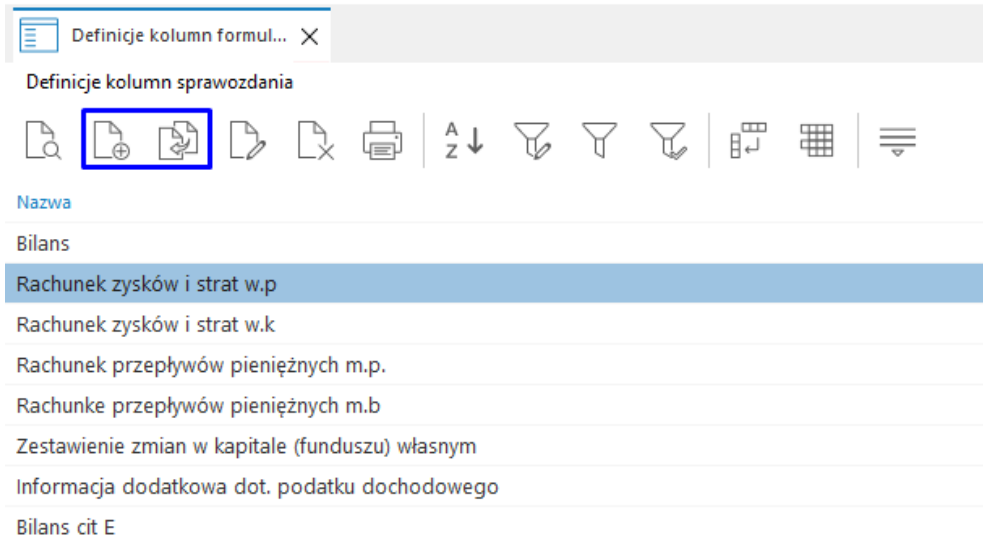 Definicje kolumn formul...
Definicje kolumn sprawozdania
A
Z
Nazwa
Bilans
Rachunek zysków i strat w.p
Rachunek zysków i strat w.k
Rachunek przepływów pieniężnych m.p.
Rachunke przepływów pieniężnych m.b
Zestawienie zmian w kapitale (funduszu) własnym
Informacja dodatkowa dot. podatku dochodowego
Bilans cit E